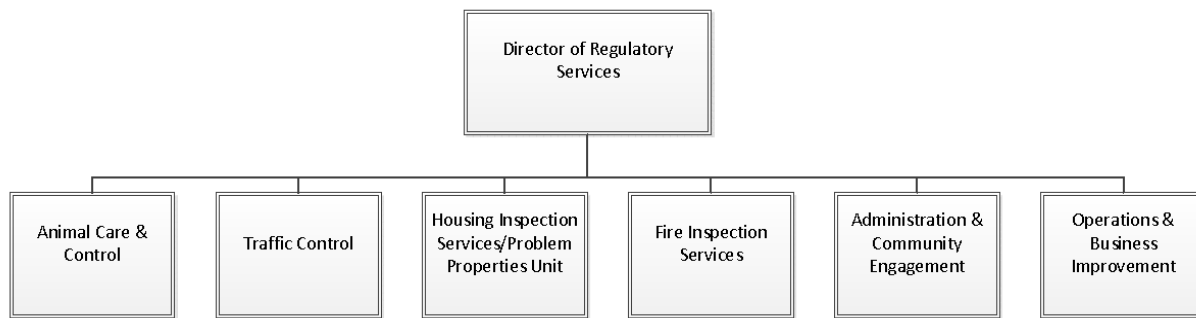 Director of Regulatory
Services
Animal Care &
Control
Traffic Control
Housing Inspection
Services/Problem
Properties Unit
Fire Inspection
Services
Administration &
Community
Engagement
Operations &
Business
Improvement